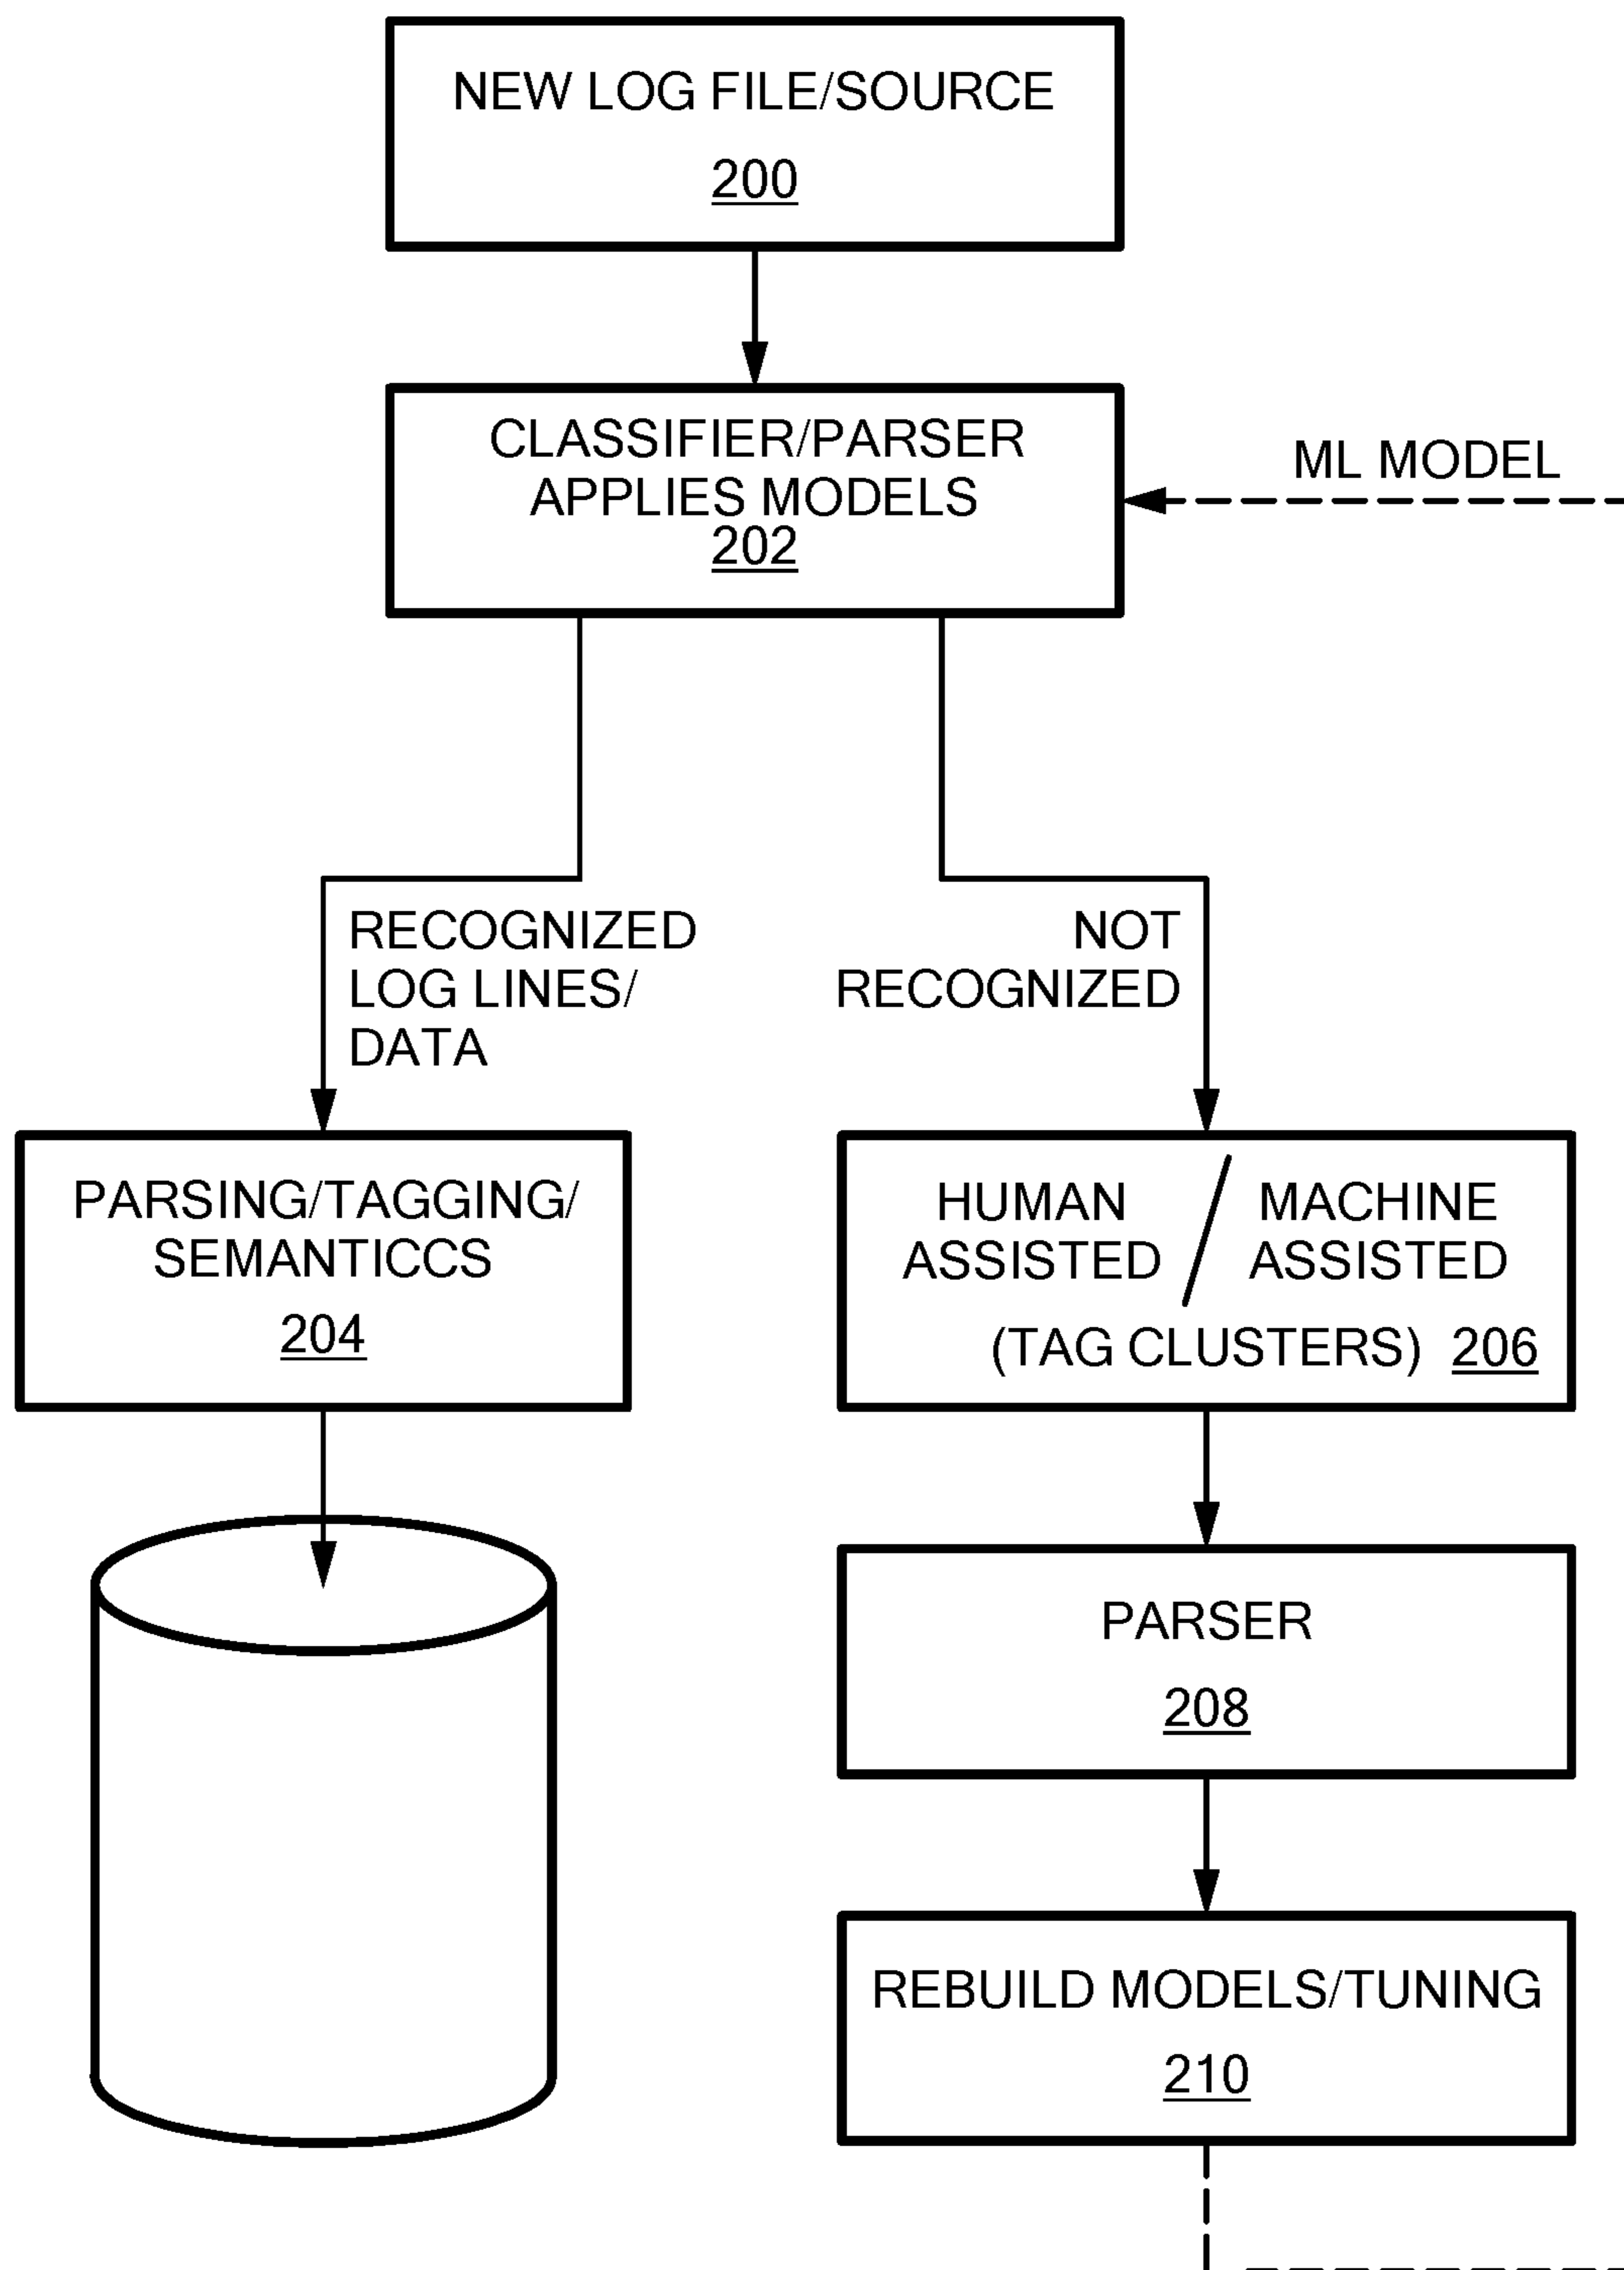 NEW LOG FILE/SOURCE
200
CLASSIFIER/PARSER
APPLIES MODELS
202
ML MODEL
RECOGNIZED
LOG LINES/
DATA
NOT
RECOGNIZED
PARSING/TAGGING/
SEMANTICCS
204
HUMAN
ASSISTED
/
MACHINE
ASSISTED
(TAG CLUSTERS) 206
PARSER
208
REBUILD MODELS/TUNING
210